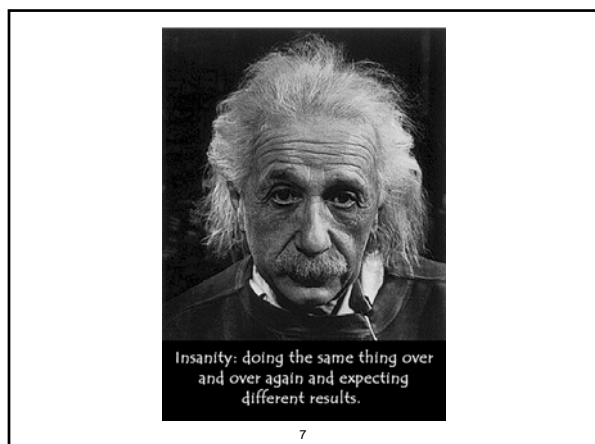 Insanity: doing the same thing over
and over again and expecting
different results.
7